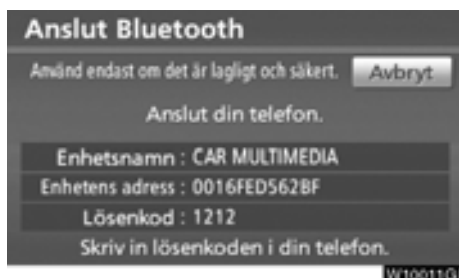 Anslut Bluetooth
Använd endast om det är lagligt och säkert. Avbryt
Anslut din telefon.
Enhetsnamn : CAR MULTIMEDIA
Enhetens adress : 0016FED562BF
Lösenkod : 1212
Skriv in lösenkoden i din telefon.
W10011G